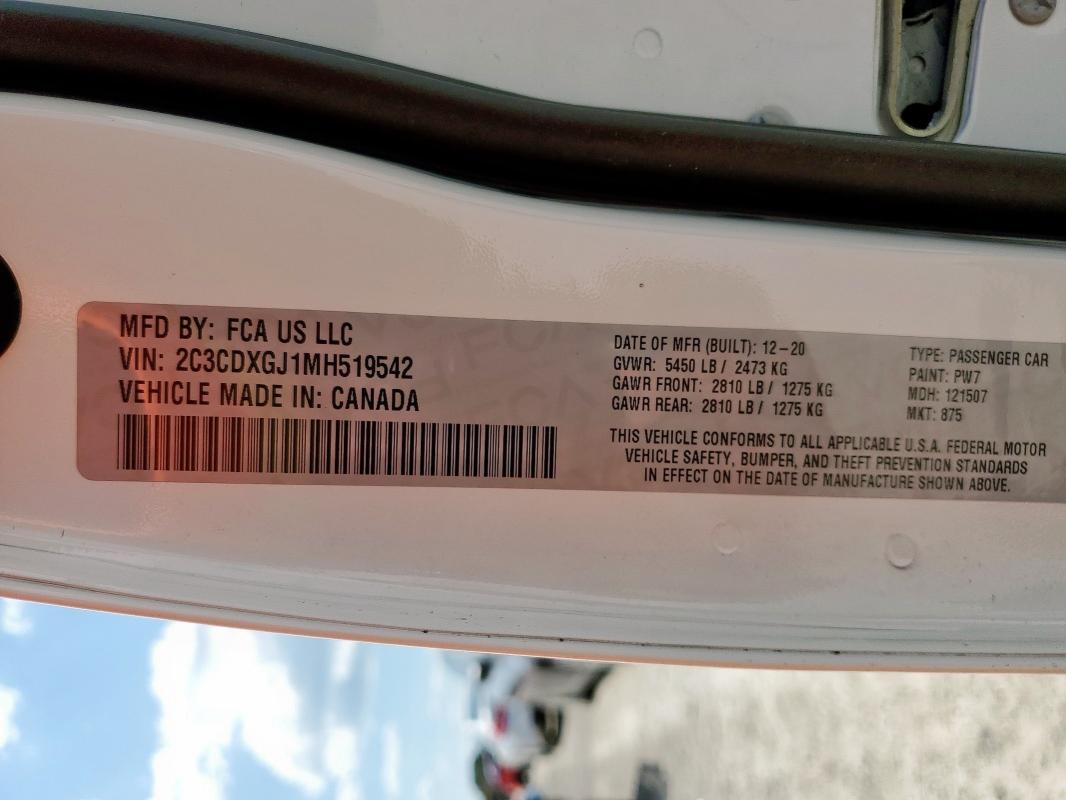 MFD BY: FCA US LLC
VIN: 2C3CDXGJ1MH519542
VEHICLE MADE IN: CANADA
DATE OF MFR (BUILT): 12-20
GVWR: 5450 LB / 2473 KG
GAWR FRONT: 2810 LB / 1275 KG
GAWR REAR: 2810 LB / 1275 KG
TYPE: PASSENGER CAR
PAINT: PW7
MDH: 121507
MKT: 875
THIS VEHICLE CONFORMS TO ALL APPLICABLE U.S.A. FEDERAL MOTOR
VEHICLE SAFETY, BUMPER, AND THEFT PREVENTION STANDARDS
IN EFFECT ON THE DATE OF MANUFACTURE SHOWN ABOVE.